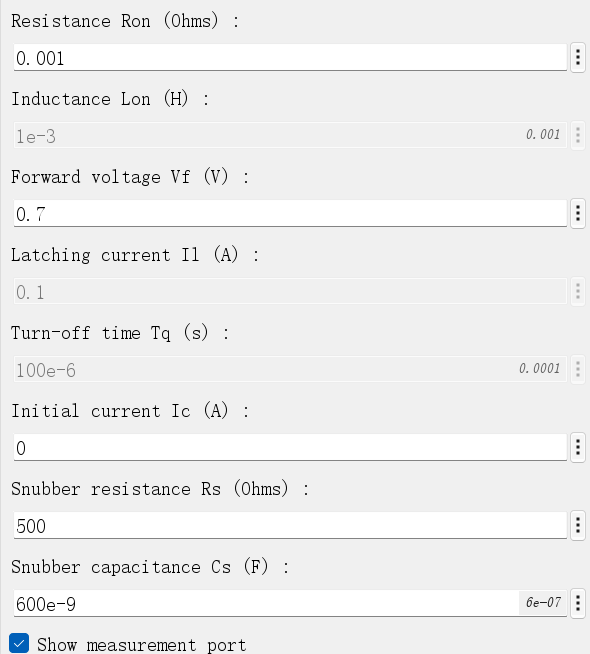 Resistance Ron (Ohms) :
0.001
Inductance Lon (H) :
1e-3 0.001
Forward voltage Vf (V) :
0.7
Latching current Il (A) :
0.1
Turn-off time Tq (s) :
100e-6 0.0001
Initial current Ic (A) :
0
Snubber resistance Rs (Ohms) :
500
Snubber capacitance Cs (F) :
600e-9 6e-07
Show measurement port